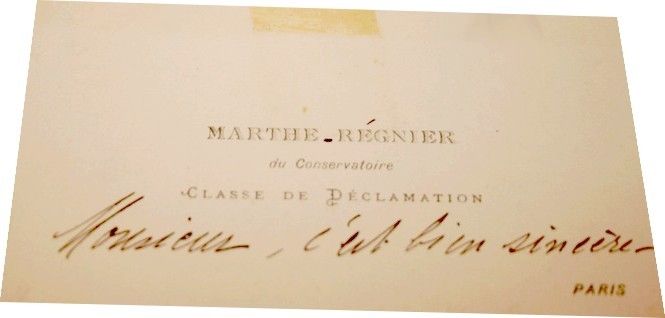 MARTHE-RÉGNIER
du Conservatoire
CLASSE DE DÉCLAMATION
Monsieur, c'est bien sincère-
PARIS